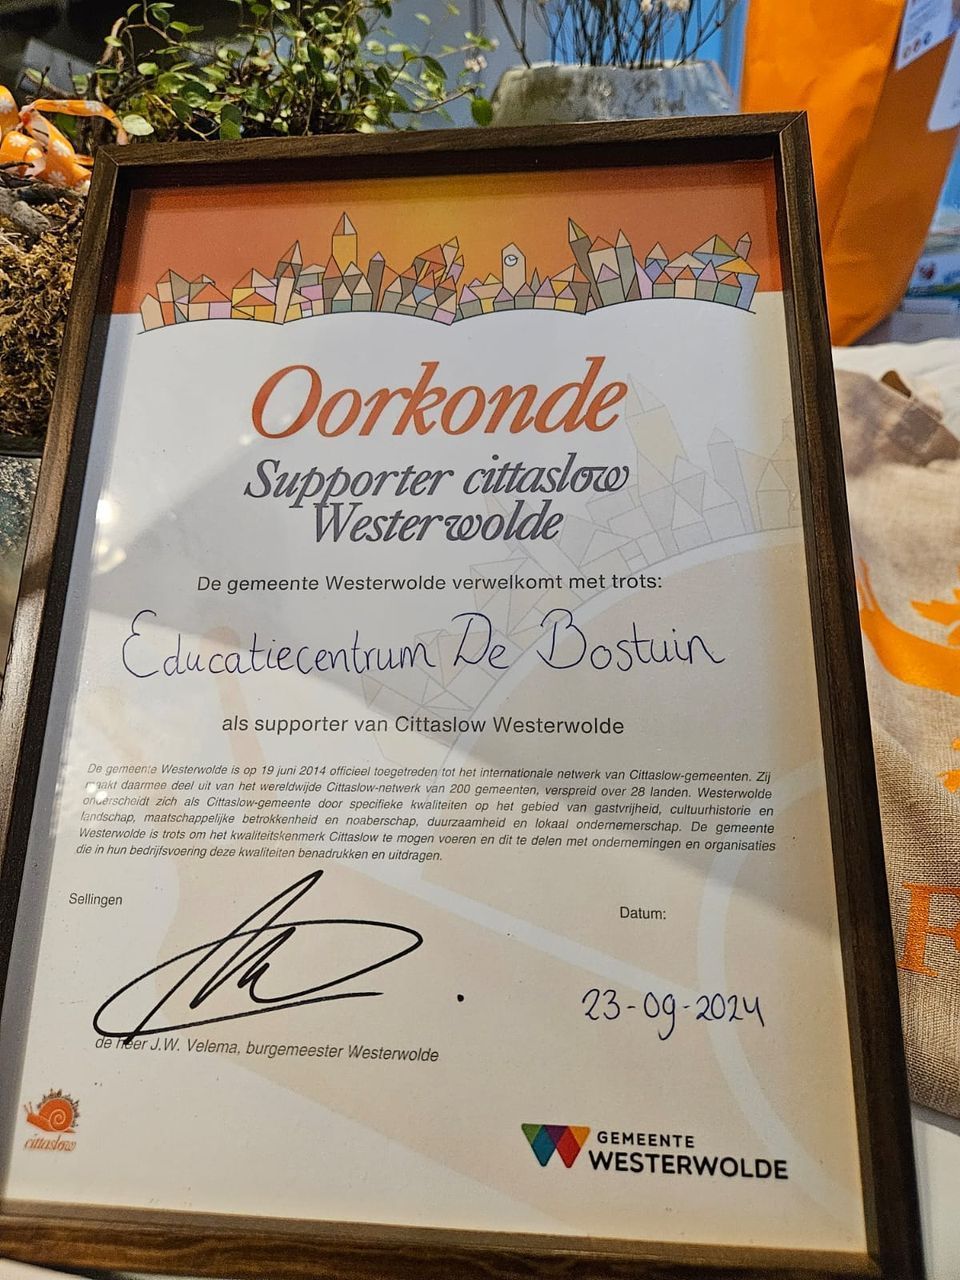 Oorkonde
Supporter cittaslow
Westerwolde
De gemeente Westerwolde verwelkomt met trots:
Educatiecentrum De Bostuin
als supporter van Cittaslow Westerwolde
De gemeente Westerwolde is op 19 juni 2014 officieel toegetreden tot het internationale netwerk van Cittaslow-gemeenten. Zij
maakt daarmee deel uit van het wereldwijde Cittaslow-netwerk van 200 gemeenten, verspreid over 28 landen. Westerwolde
onderscheidt zich als Cittaslow-gemeente door specifieke kwaliteiten op het gebied van gastvrijheid, cultuurhistorie en
landschap, maatschappelijke betrokkenheid en noaberschap, duurzaamheid en lokaal ondernemerschap. De gemeente
Westerwolde is trots om het kwaliteitskenmerk Cittaslow te mogen voeren en dit te delen met ondernemingen en organisaties
die in hun bedrijfsvoering deze kwaliteiten benadrukken en uitdragen.
Sellingen
Datum:
23-09-2024
de heer J.W. Velema, burgemeester Westerwolde
cittaslow
GEMEENTE
WESTERWOLDE